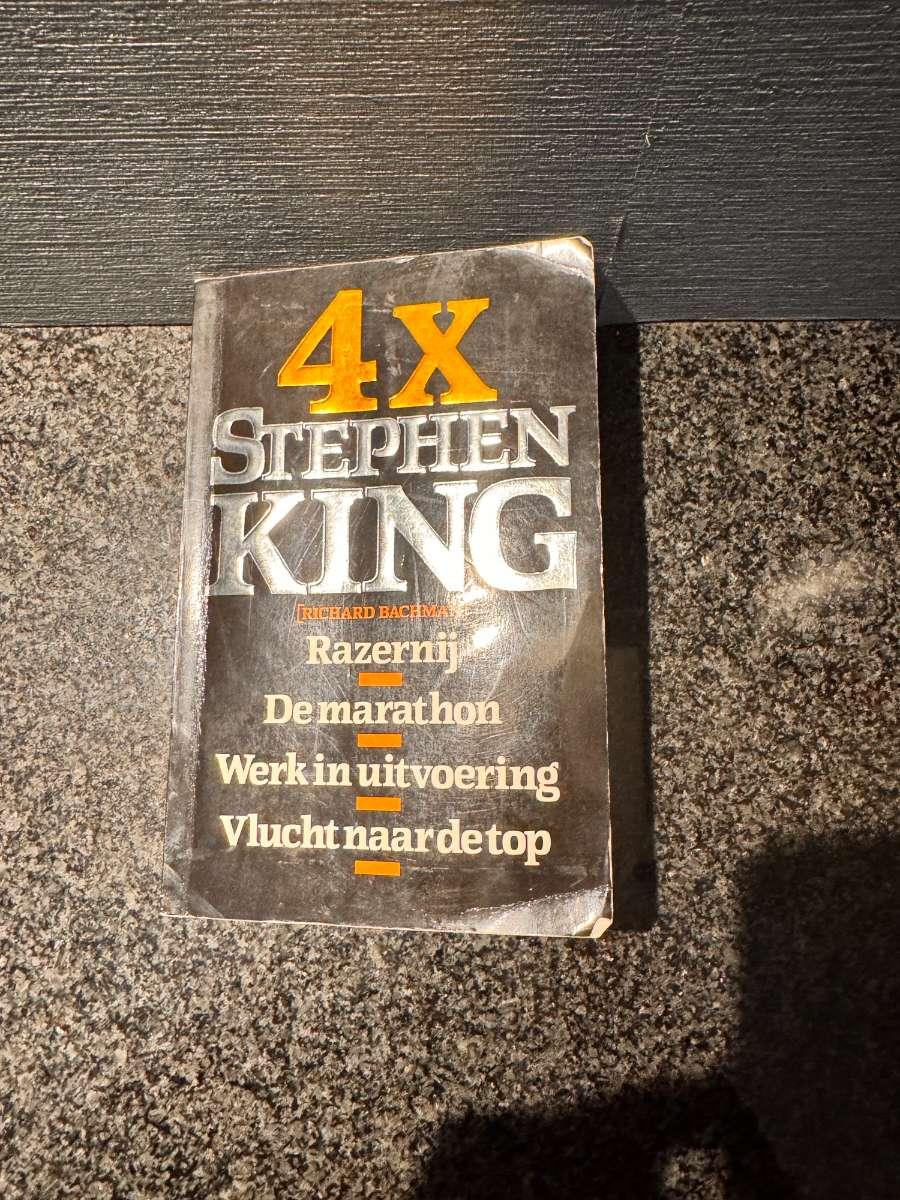 4x
STEPHEN
KING
[RICHARD BACHMA
Razernij
De marathon
Werk in uitvoering
Vlucht naar de top